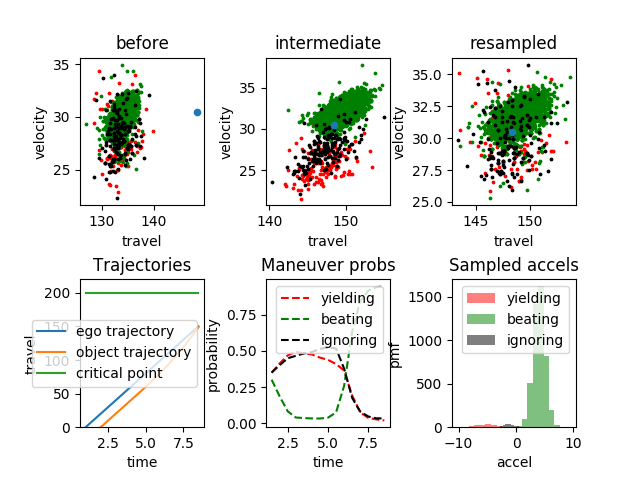 before
intermediate
resampled
35
30
25
velocity
130
140
travel
35
30
25
velocity
140
150
travel
35.0
32.5
30.0
27.5
25.0
velocity
145
150
travel
Trajectories
Maneuver probs
Sampled accels
200
150
100
50
0
travel
ego trajectory
object trajectory
critical point
2.5
5.0
7.5
time
0.75
0.50
0.25
0.00
probability
yielding
beating
ignoring
2.5
5.0
7.5
time
1500
1000
500
0
pmf
yielding
beating
ignoring
−10
0
10
accel